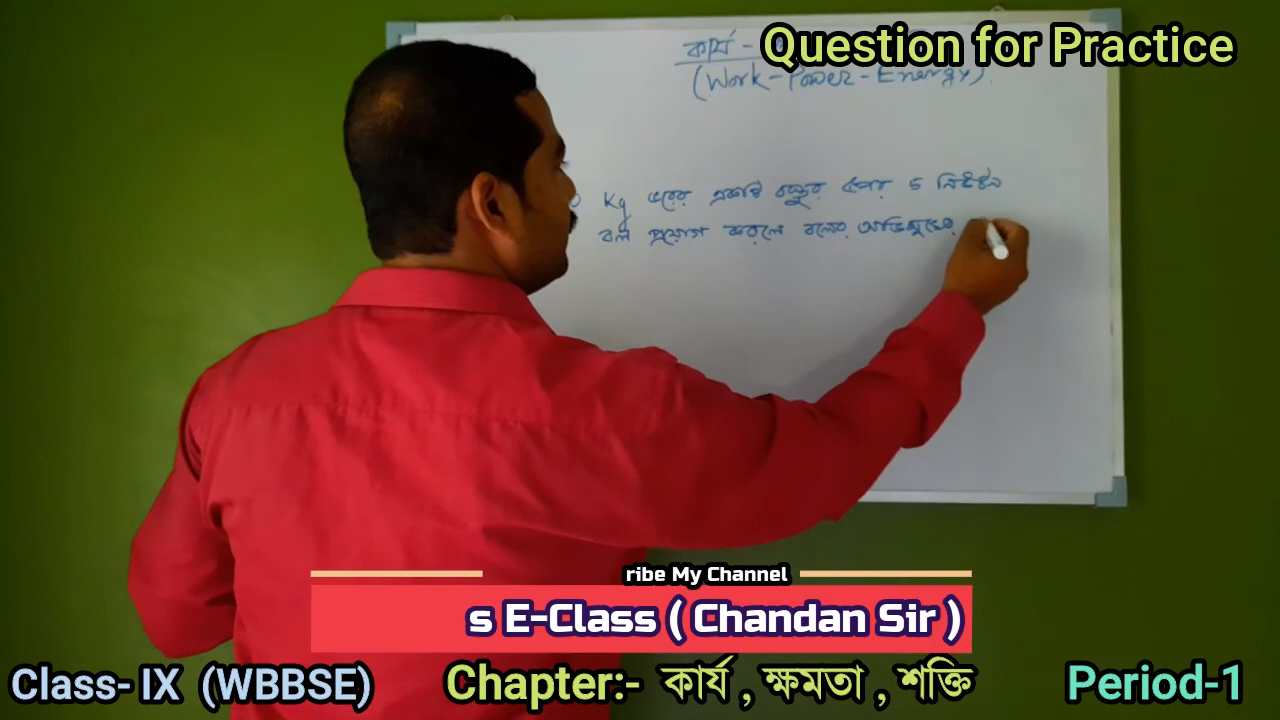 Question for Practice
কার্য -
(Work-Power-Energy).
Kg ভরের একটি বস্তুর ওপর 5 নিউটন
বল প্রয়োগ করলে বলের অভিমুখের
ribe My Channel
s E-Class ( Chandan Sir )
Class- IX (WBBSE)
Chapter:- কার্য , ক্ষমতা , শক্তি
Period-1